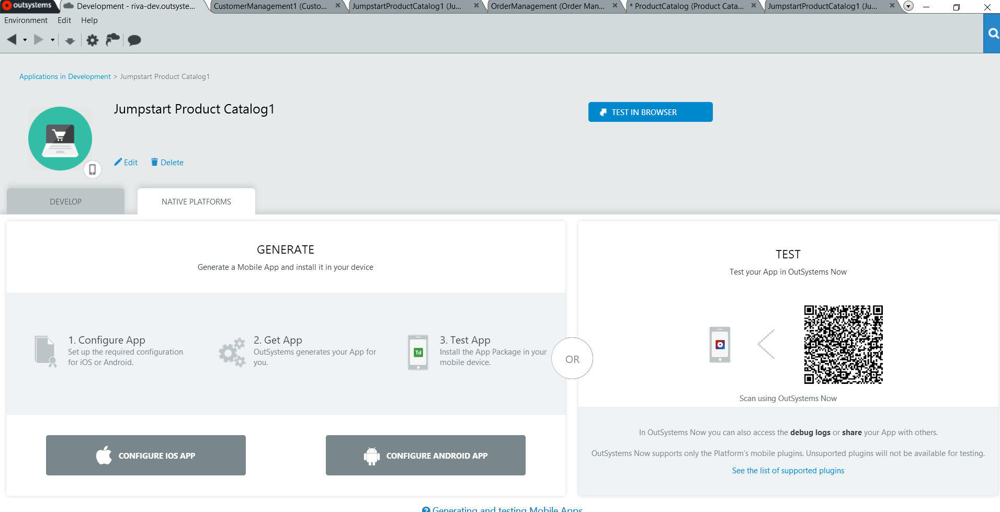 outsystems
Development - riva-dev.outsyste...
CustomerManagement1 (Custo...
JumpstartProductCatalog1 (Ju...
OrderManagement (Order Man...
* ProductCatalog (Product Cata...
JumpstartProductCatalog1 (Ju...
Environment Edit Help
Applications in Development > Jumpstart Product Catalog1
Jumpstart Product Catalog1
TEST IN BROWSER
Edit Delete
DEVELOP
NATIVE PLATFORMS
GENERATE
Generate a Mobile App and install it in your device
1. Configure App
Set up the required configuration
for iOS or Android.
2. Get App
OutSystems generates your App for
you.
Td
3. Test App
Install the App Package in your
mobile device.
CONFIGURE IOS APP
CONFIGURE ANDROID APP
OR
TEST
Test your App in OutSystems Now
Scan using OutSystems Now
In OutSystems Now you can also access the debug logs or share your App with others.
OutSystems Now supports only the Platform's mobile plugins. Unsuported plugins will not be available for testing.
See the list of supported plugins
? Generating and testing Mobile Apps